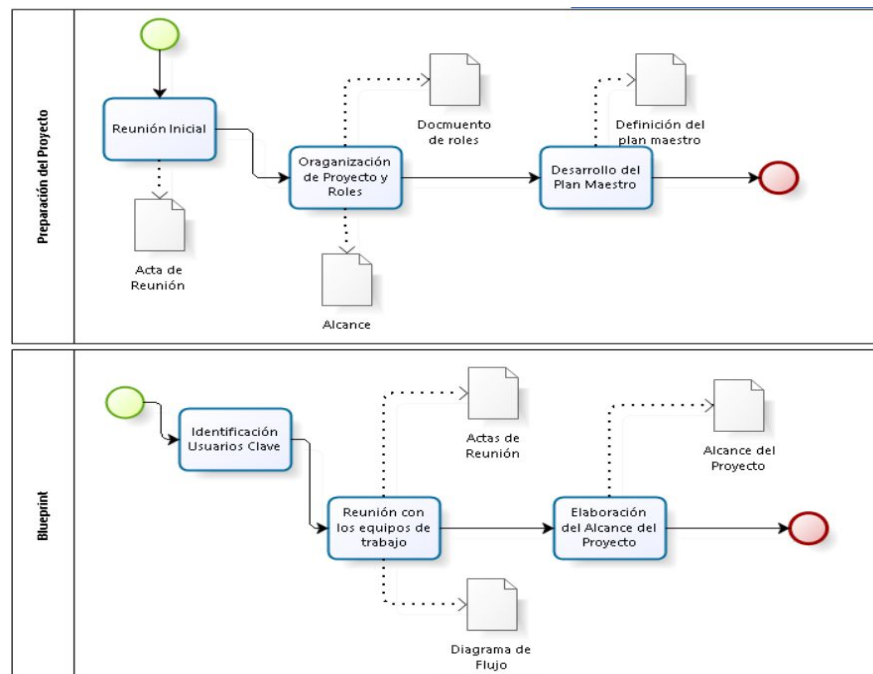 Preparación del Proyecto
Reunión Inicial
Acta de
Reunión
Oraganización
de Proyecto y
Roles
Docmuento
de roles
Alcance
Desarrollo del
Plan Maestro
Definición del
plan maestro
Blueprint
Identificación
Usuarios Clave
Reunión con
los equipos de
trabajo
Actas de
Reunión
Diagrama de
Flujo
Elaboración
del Alcance del
Proyecto
Alcance del
Proyecto